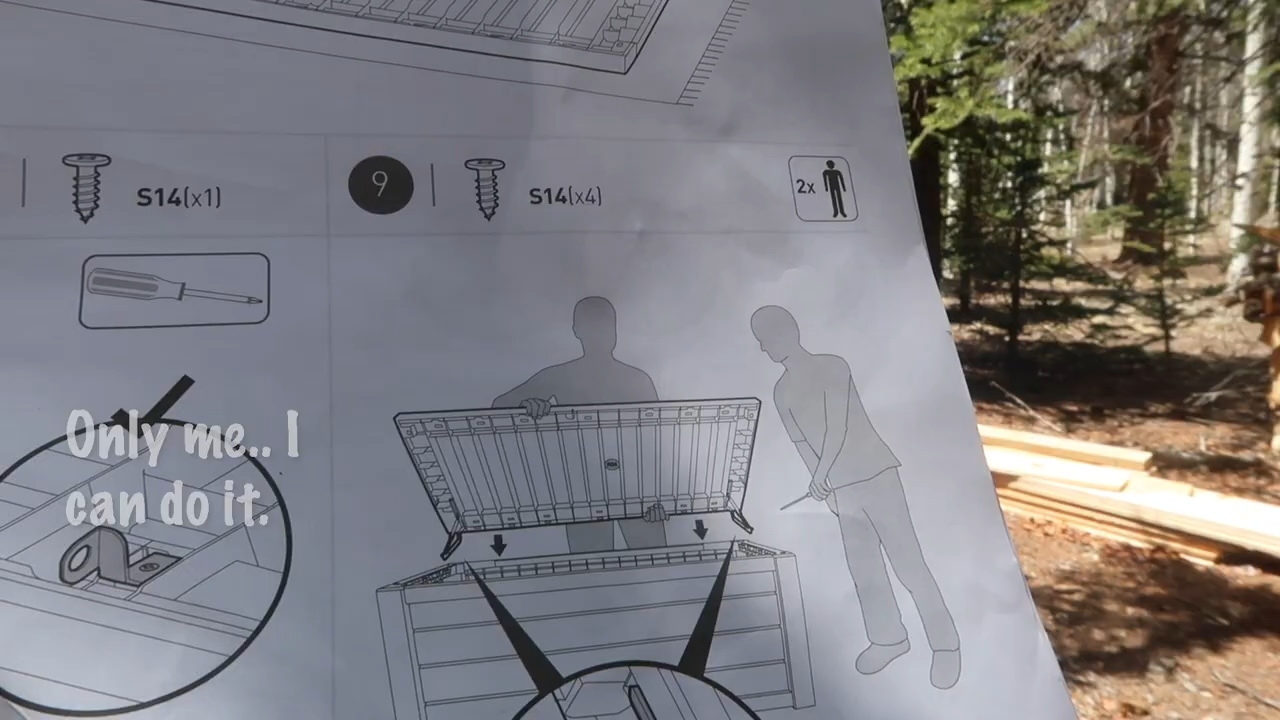 S14(x1)
9
S14(x4)
2x
Only me.. I
can do it.